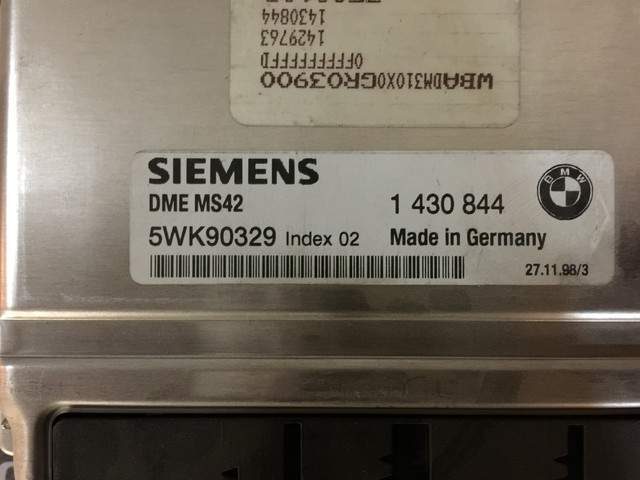 WBADM310X0GR03900
0FFFFFFFFD
1429763
1430844
SIEMENS
DME MS42
1 430 844
BMW
5WK90329 Index 02
Made in Germany
27.11.98/3